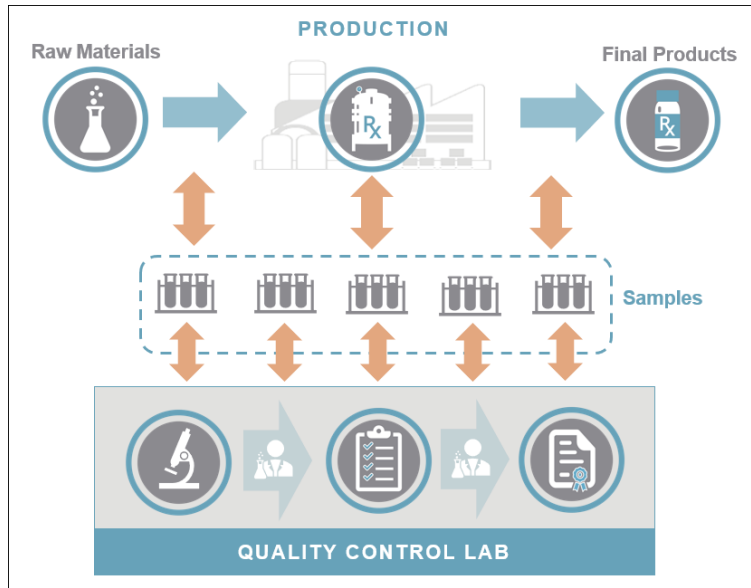 PRODUCTION
Raw Materials
Final Products
Rx
Rx
Samples
QUALITY CONTROL LAB